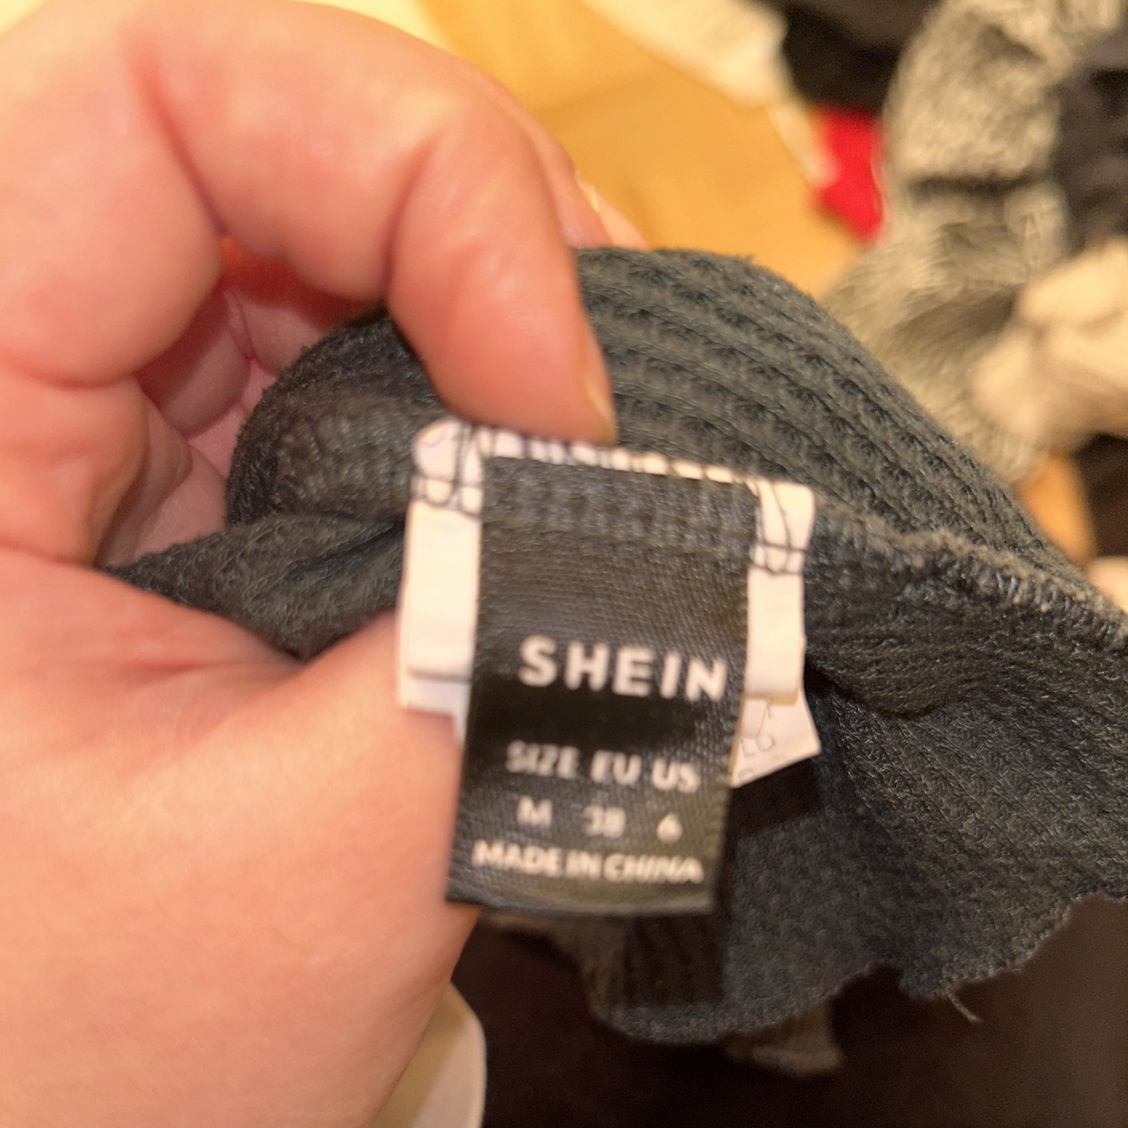 SHEIN
SIZE EU US
M 38 6
MADE IN CHINA